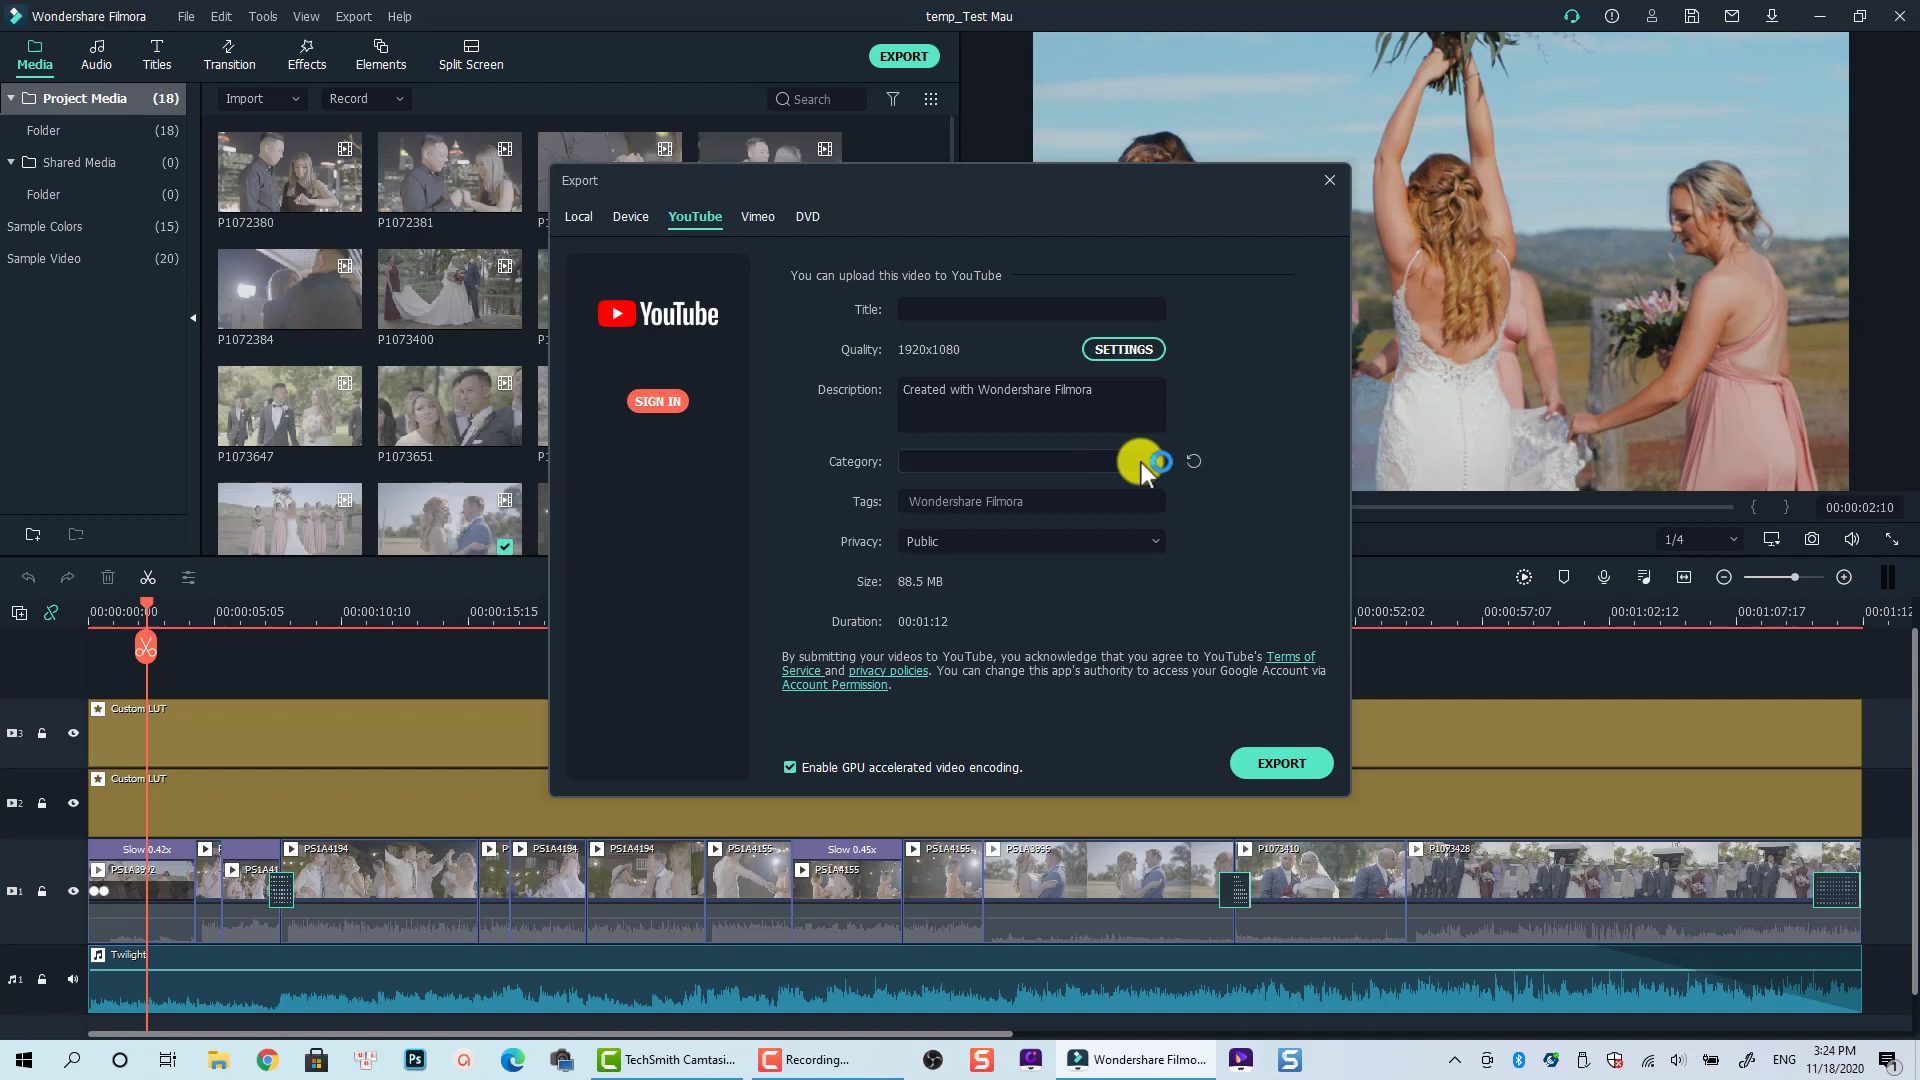 Wondershare Filmora File Edit Tools View Export Help temp_Test Mau
Media Audio Titles Transition Effects Elements Split Screen EXPORT
Project Media (18) Import Record Search
Folder (18)
Shared Media (0)
Folder (0)
Sample Colors (15)
Sample Video (20)
P1072380 P1072381
P1072384 P1073400
P1073647 P1073651
Export
Local Device YouTube Vimeo DVD
YouTube
SIGN IN
You can upload this video to YouTube
Title:
Quality: 1920x1080 SETTINGS
Description: Created with Wondershare Filmora
Category:
Tags: Wondershare Filmora
Privacy: Public
Size: 88.5 MB
Duration: 00:01:12
By submitting your videos to YouTube, you acknowledge that you agree to YouTube's Terms of
Service and privacy policies. You can change this app's authority to access your Google Account via
Account Permission.
Enable GPU accelerated video encoding. EXPORT
{ } 00:00:02:10
1/4
00:00:00:00 00:00:05:05 00:00:10:10 00:00:15:15 00:00:52:02 00:00:57:07 00:01:02:12 00:01:07:17 00:01:12
Custom LUT
3
Custom LUT
2
Slow 0.42x PS1A4194 PS1A4194 PS1A4194 PS1A4155 Slow 0.45x PS1A4155 PS1A3996 P1073410 P1073428
PS1A41 PS1A4155
1
Twilight
1
TechSmith Camtasi... Recording... Wondershare Filmo... ENG 3:24 PM
11/18/2020